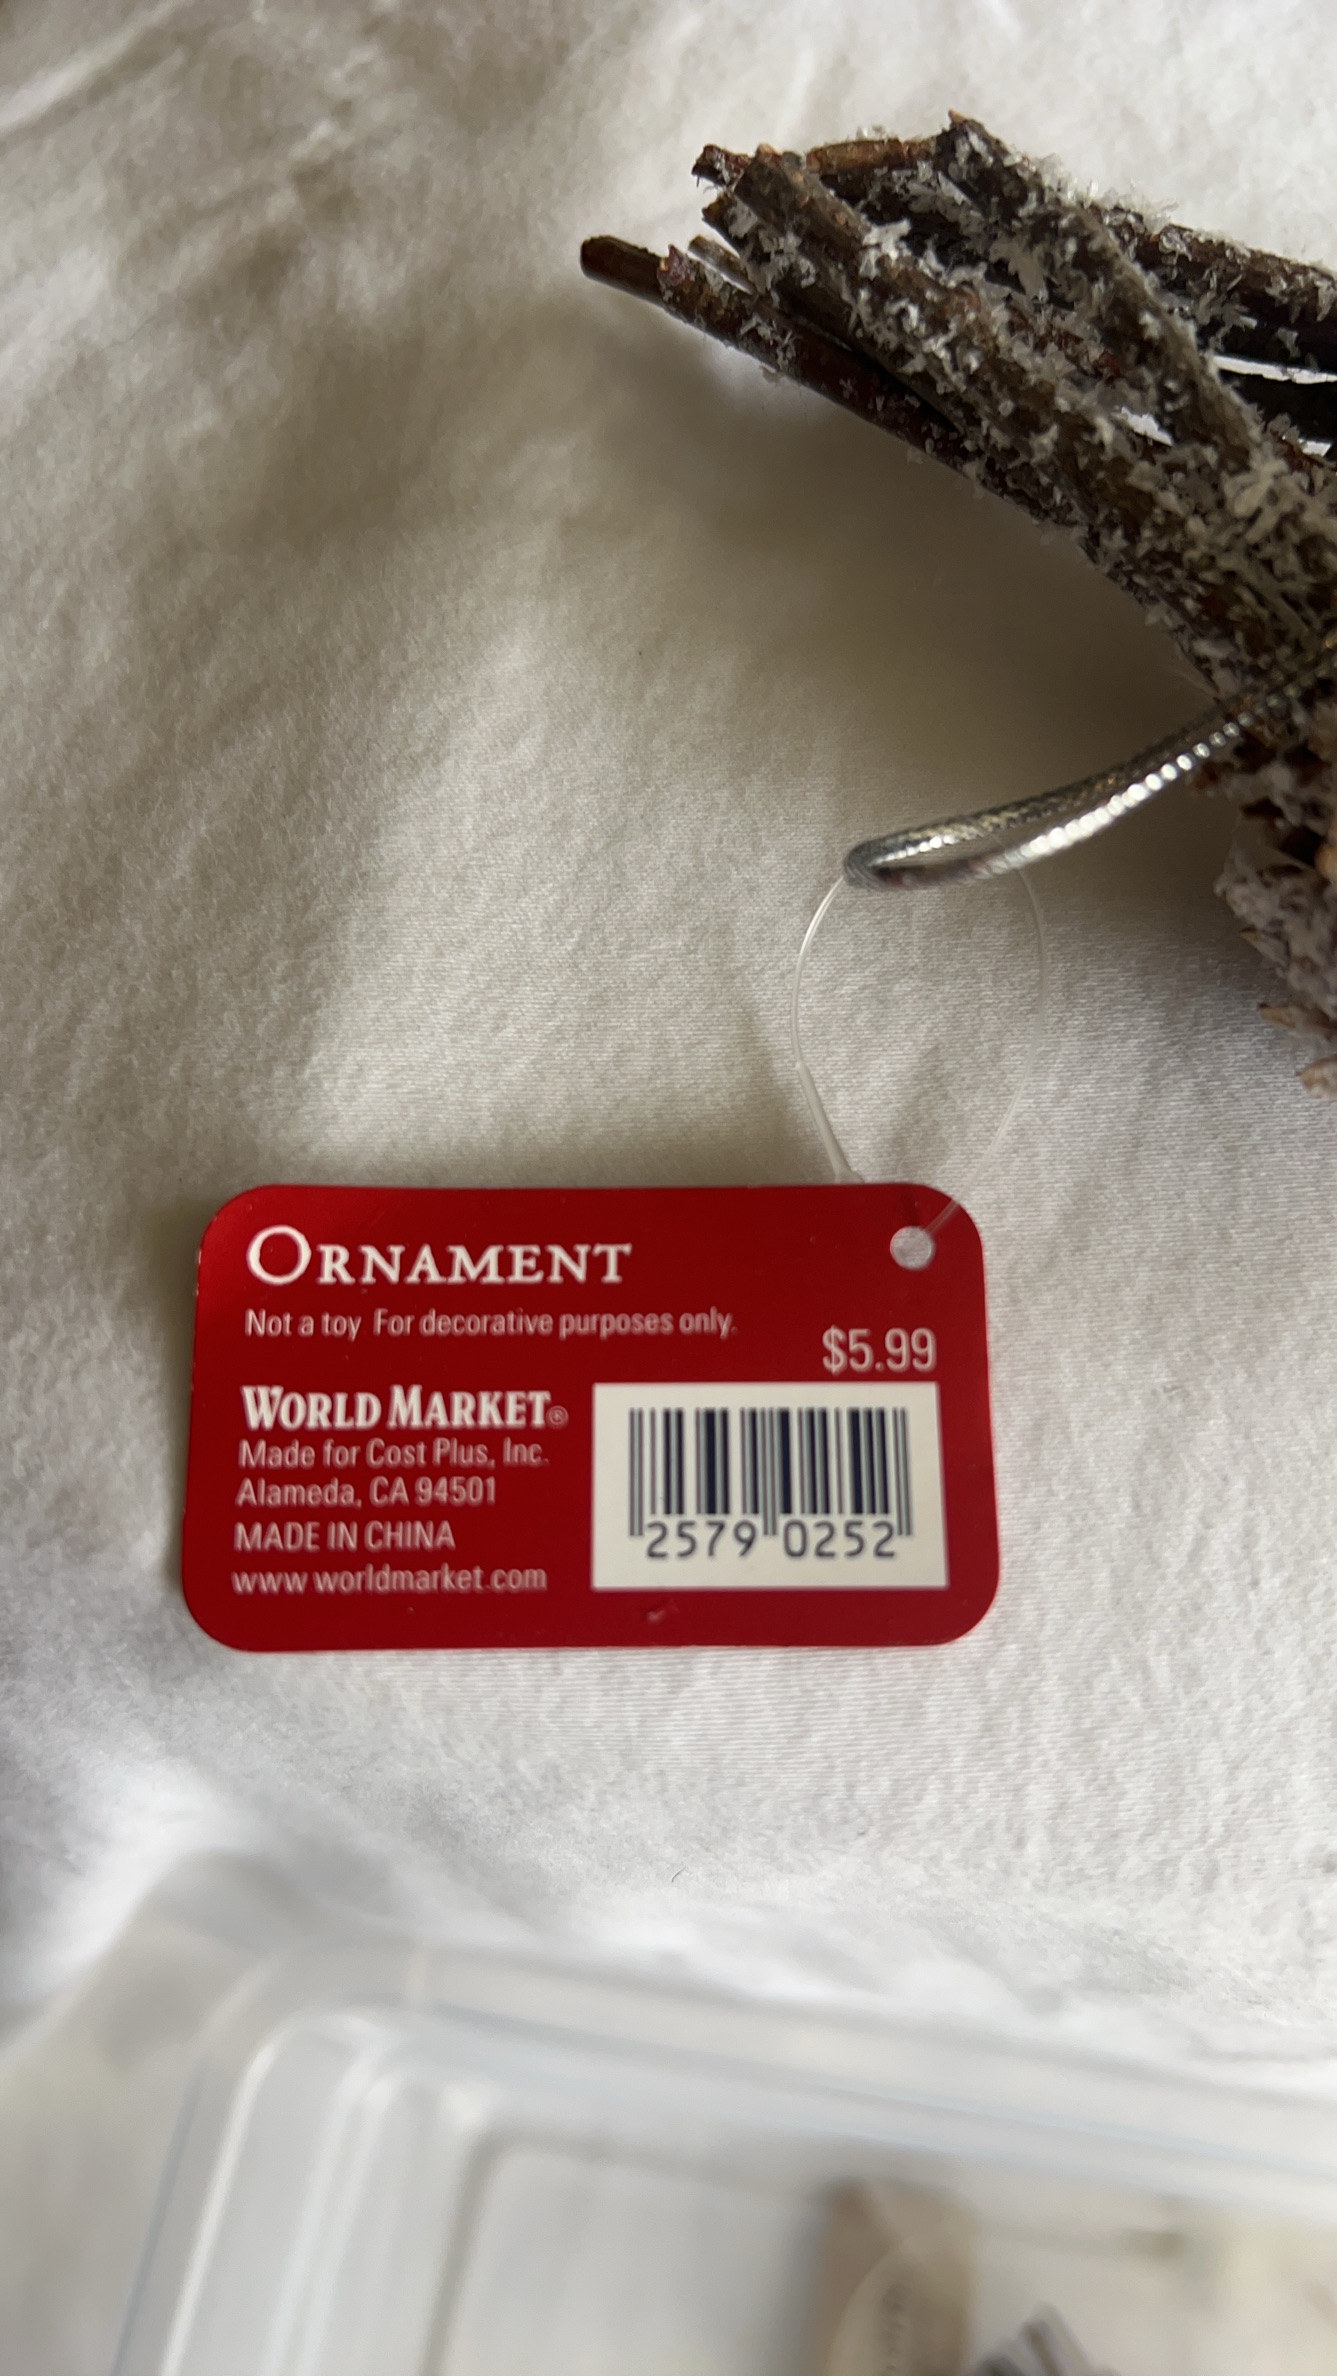 ORNAMENT
Not a toy For decorative purposes only.
$5.99
WORLD MARKET®
Made for Cost Plus, Inc.
Alameda, CA 94501
MADE IN CHINA
www.worldmarket.com
2579 0252